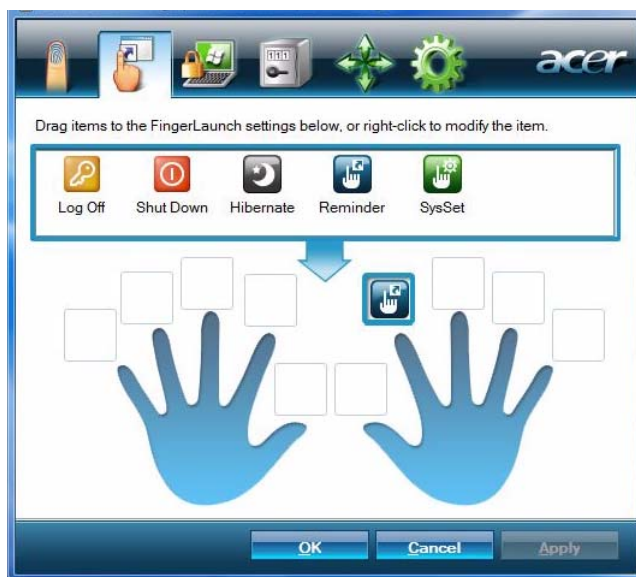 acer
Drag items to the FingerLaunch settings below, or right-click to modify the item.
Log Off Shut Down Hibernate Reminder SysSet
OK Cancel Apply